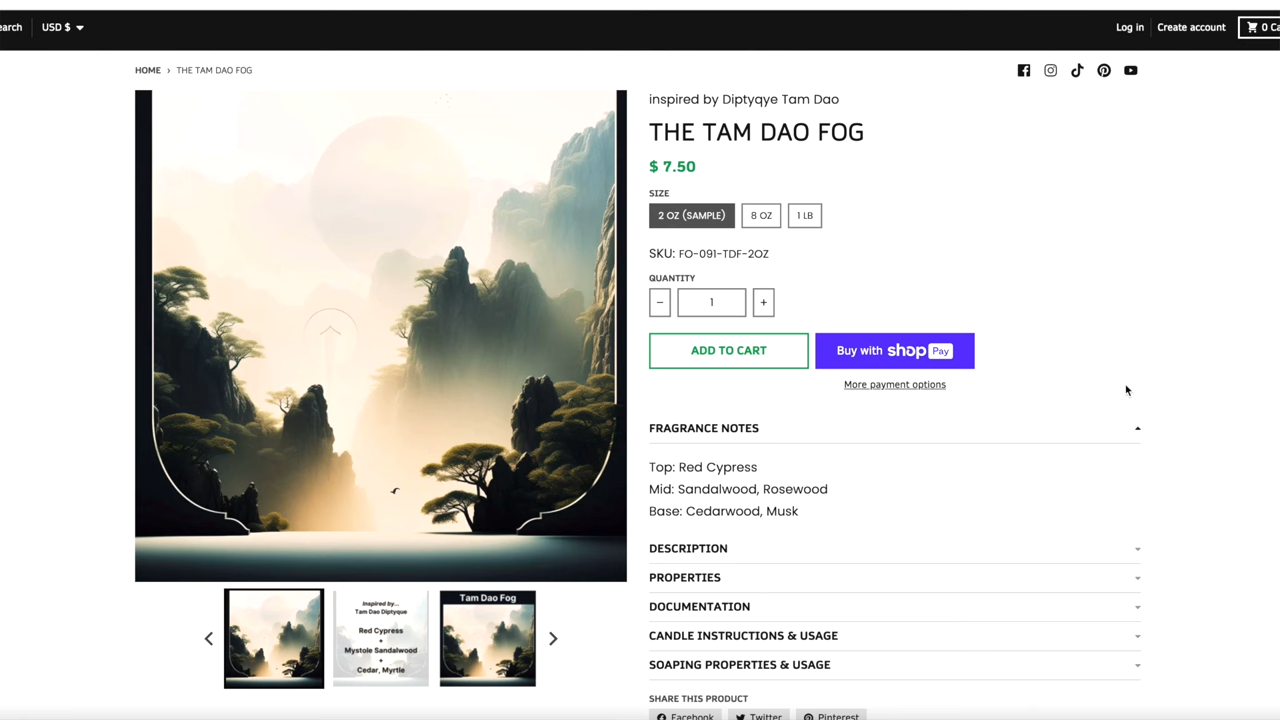 earch
USD $
Log in
Create account
0 Ca
HOME › THE TAM DAO FOG
inspired by Diptyqye Tam Dao
THE TAM DAO FOG
$ 7.50
SIZE
2 OZ (SAMPLE)
8 OZ
1 LB
SKU: FO-091-TDF-2OZ
QUANTITY
− 1 +
ADD TO CART
Buy with shop Pay
More payment options
FRAGRANCE NOTES
Top: Red Cypress
Mid: Sandalwood, Rosewood
Base: Cedarwood, Musk
DESCRIPTION
PROPERTIES
DOCUMENTATION
CANDLE INSTRUCTIONS & USAGE
SOAPING PROPERTIES & USAGE
SHARE THIS PRODUCT
Facebook
Twitter
Pinterest
Inspired by...
Tam Dao Diptyque
Red Cypress
+
Mystole Sandalwood
+
Cedar, Myrtle
Tam Dao Fog